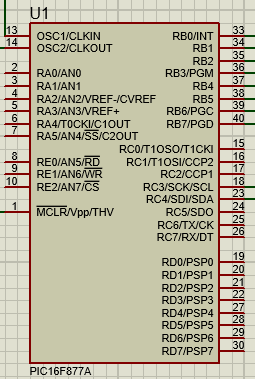 U1
13 OSC1/CLKIN RB0/INT 33
14 OSC2/CLKOUT RB1 34
RB2 35
2 RA0/AN0 RB3/PGM 36
3 RA1/AN1 RB4 37
4 RA2/AN2/VREF-/CVREF RB5 38
5 RA3/AN3/VREF+ RB6/PGC 39
6 RA4/T0CKI/C1OUT RB7/PGD 40
7 RA5/AN4/SS/C2OUT
RC0/T1OSO/T1CKI 15
8 RE0/AN5/RD RC1/T1OSI/CCP2 16
9 RE1/AN6/WR RC2/CCP1 17
10 RE2/AN7/CS RC3/SCK/SCL 18
RC4/SDI/SDA 23
1 MCLR/Vpp/THV RC5/SDO 24
RC6/TX/CK 25
RC7/RX/DT 26
RD0/PSP0 19
RD1/PSP1 20
RD2/PSP2 21
RD3/PSP3 22
RD4/PSP4 27
RD5/PSP5 28
RD6/PSP6 29
RD7/PSP7 30
PIC16F877A